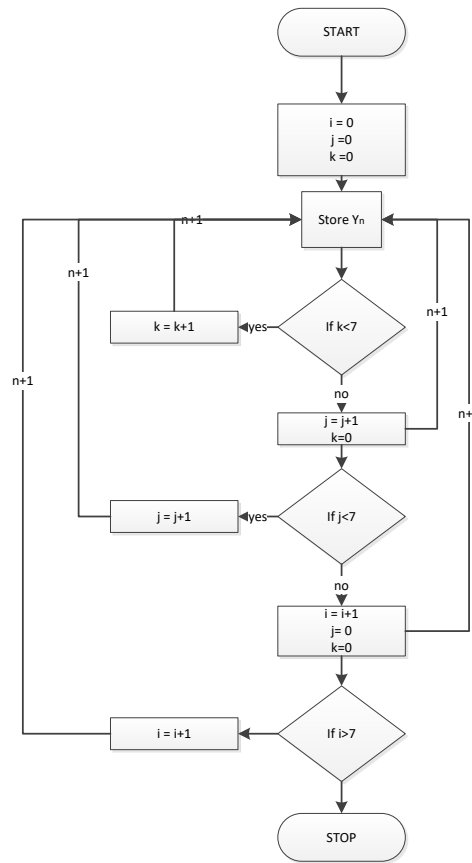 START
i = 0
j =0
k =0
Store Yn
n+1
n+1
n+1
n+1
n+
If k<7
yes
k = k+1
no
j = j+1
k=0
If j<7
yes
j = j+1
no
i = i+1
j= 0
k=0
If i>7
i = i+1
STOP